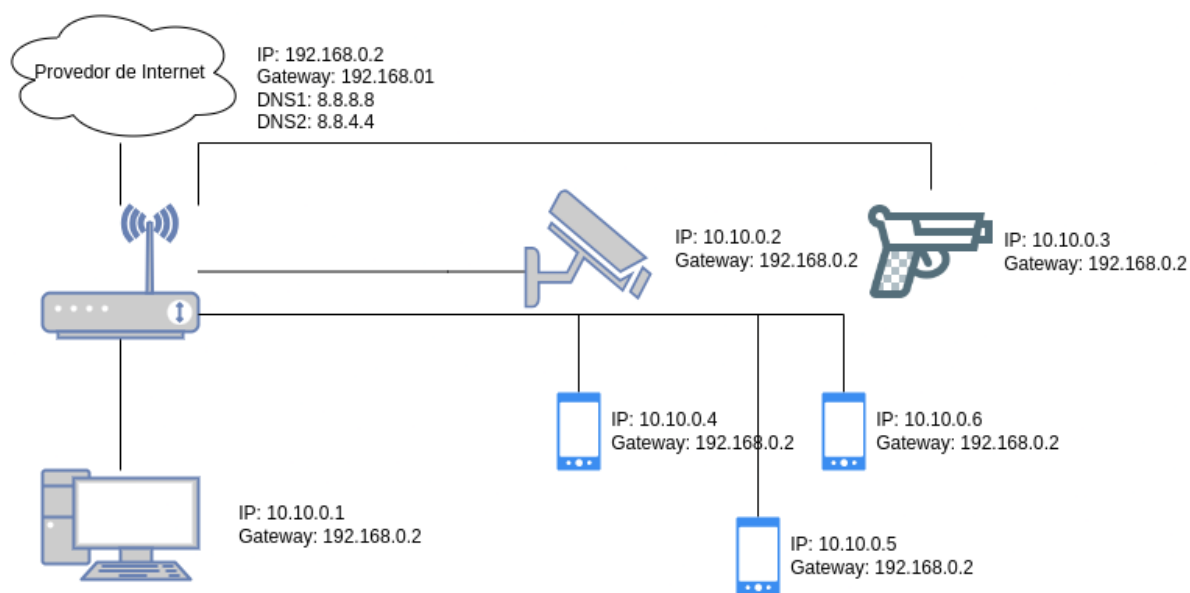 Provedor de Internet
IP: 192.168.0.2
Gateway: 192.168.01
DNS1: 8.8.8.8
DNS2: 8.8.4.4
IP: 10.10.0.2
Gateway: 192.168.0.2
IP: 10.10.0.3
Gateway: 192.168.0.2
IP: 10.10.0.4
Gateway: 192.168.0.2
IP: 10.10.0.6
Gateway: 192.168.0.2
IP: 10.10.0.1
Gateway: 192.168.0.2
IP: 10.10.0.5
Gateway: 192.168.0.2